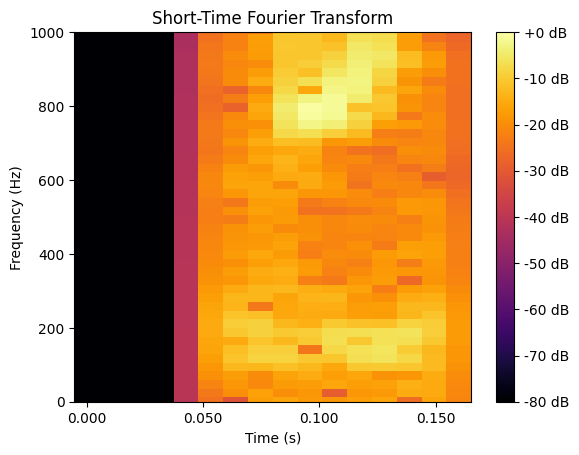 Short-Time Fourier Transform
1000
800
600
400
200
0
Frequency (Hz)
0.000
0.050
0.100
0.150
Time (s)
+0 dB
-10 dB
-20 dB
-30 dB
-40 dB
-50 dB
-60 dB
-70 dB
-80 dB